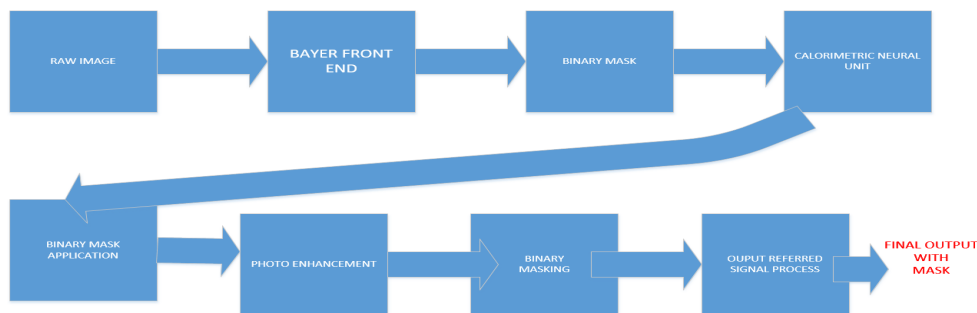 RAW IMAGE
BAYER FRONT
END
BINARY MASK
CALORIMETRIC NEURAL
UNIT
BINARY MASK
APPLICATION
PHOTO ENHANCEMENT
BINARY
MASKING
OUPUT REFERRED
SIGNAL PROCESS
FINAL OUTPUT
WITH
MASK